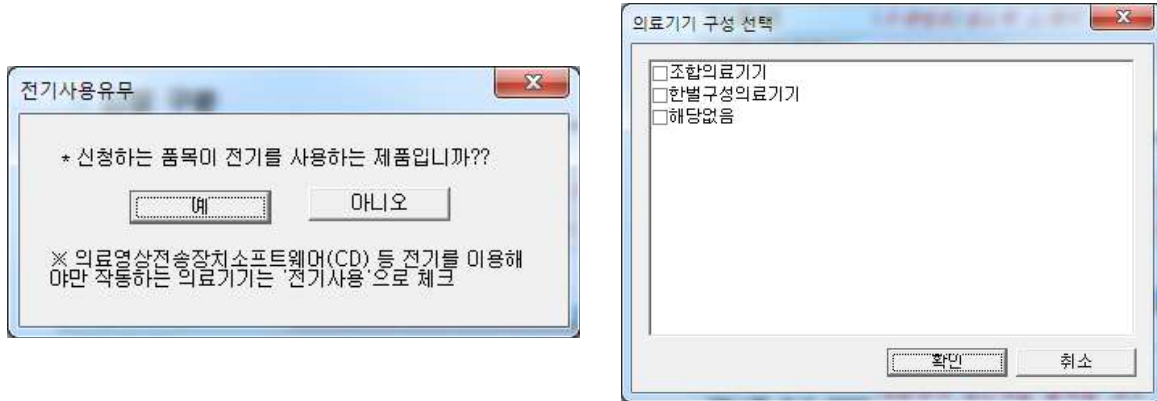 전기사용유무
* 신청하는 품목이 전기를 사용하는 제품입니까??
예
아니오
※ 의료영상전송장치소프트웨어(CD) 등 전기를 이용해
야만 작동하는 의료기기는 '전기사용'으로 체크
의료기기 구성 선택
조합의료기기
한벌구성의료기기
해당없음
확인
취소